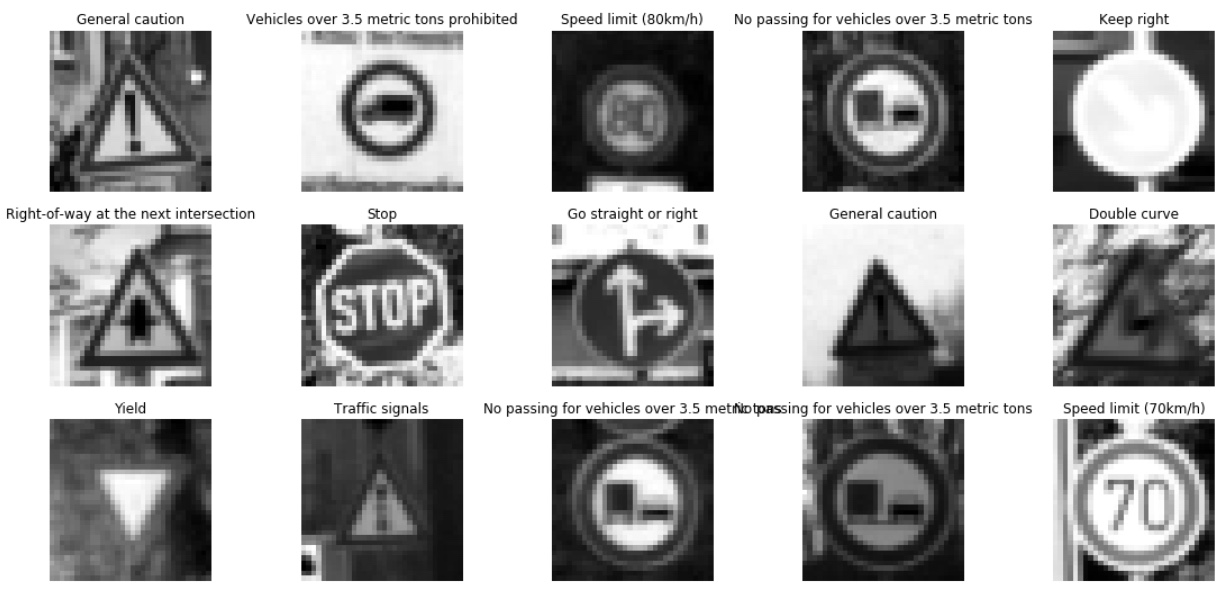 General caution
Vehicles over 3.5 metric tons prohibited
Speed limit (80km/h)
No passing for vehicles over 3.5 metric tons
Keep right
80
Right-of-way at the next intersection
Stop
Go straight or right
General caution
Double curve
STOP
Yield
Traffic signals
No passing for vehicles over 3.5 metric tons
No passing for vehicles over 3.5 metric tons
Speed limit (70km/h)
70